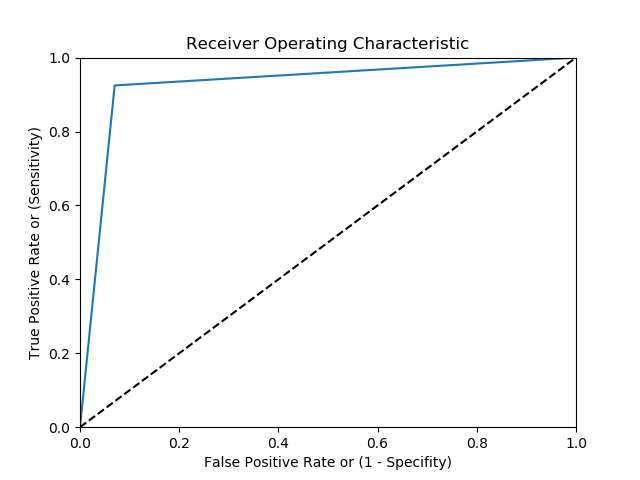 Receiver Operating Characteristic
1.0
0.8
0.6
0.4
0.2
0.0
True Positive Rate or (Sensitivity)
0.0 0.2 0.4 0.6 0.8 1.0
False Positive Rate or (1 - Specifity)